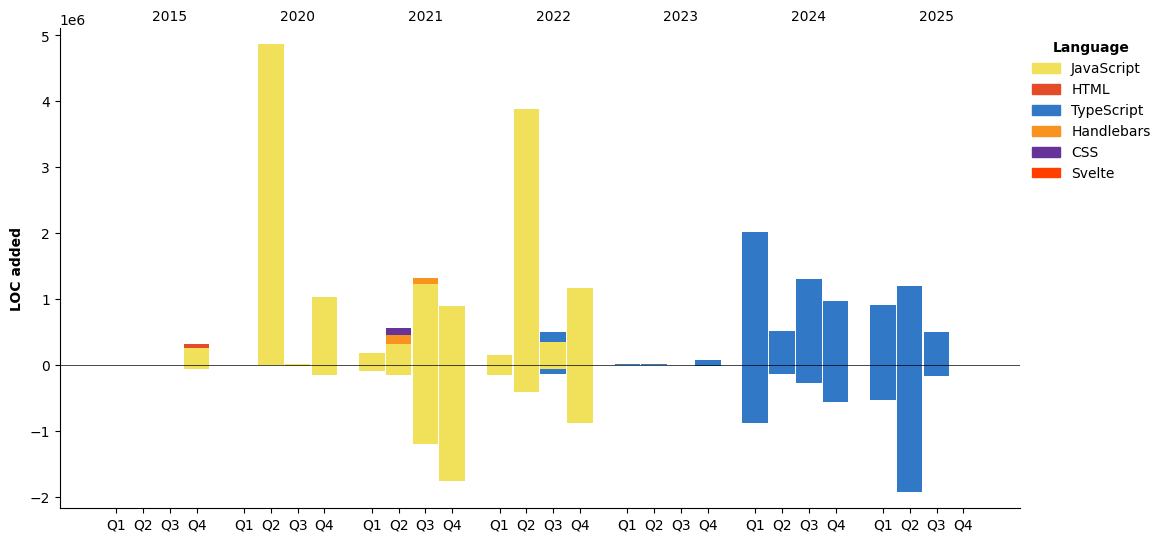 1e6
2015 2020 2021 2022 2023 2024 2025
5
4
3
2
1
0
−1
−2
LOC added
Q1 Q2 Q3 Q4 Q1 Q2 Q3 Q4 Q1 Q2 Q3 Q4 Q1 Q2 Q3 Q4 Q1 Q2 Q3 Q4 Q1 Q2 Q3 Q4 Q1 Q2 Q3 Q4
Language
JavaScript
HTML
TypeScript
Handlebars
CSS
Svelte